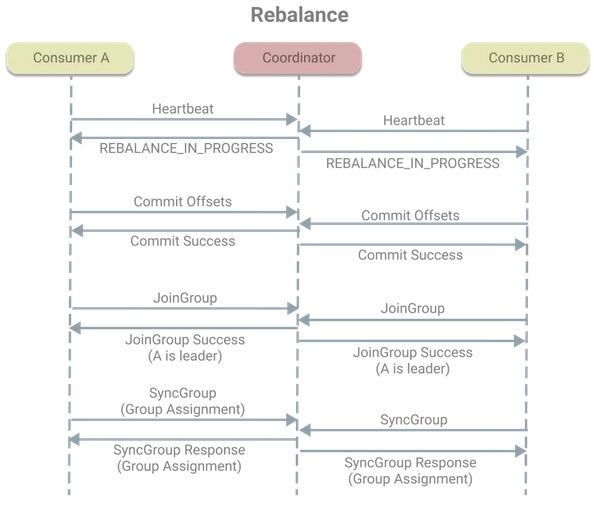 Rebalance
Consumer A
Coordinator
Consumer B
Heartbeat
Heartbeat
REBALANCE_IN_PROGRESS
REBALANCE_IN_PROGRESS
Commit Offsets
Commit Offsets
Commit Success
Commit Success
JoinGroup
JoinGroup
JoinGroup Success
(A is leader)
JoinGroup Success
(A is leader)
SyncGroup
(Group Assignment)
SyncGroup
SyncGroup Response
(Group Assignment)
SyncGroup Response
(Group Assignment)